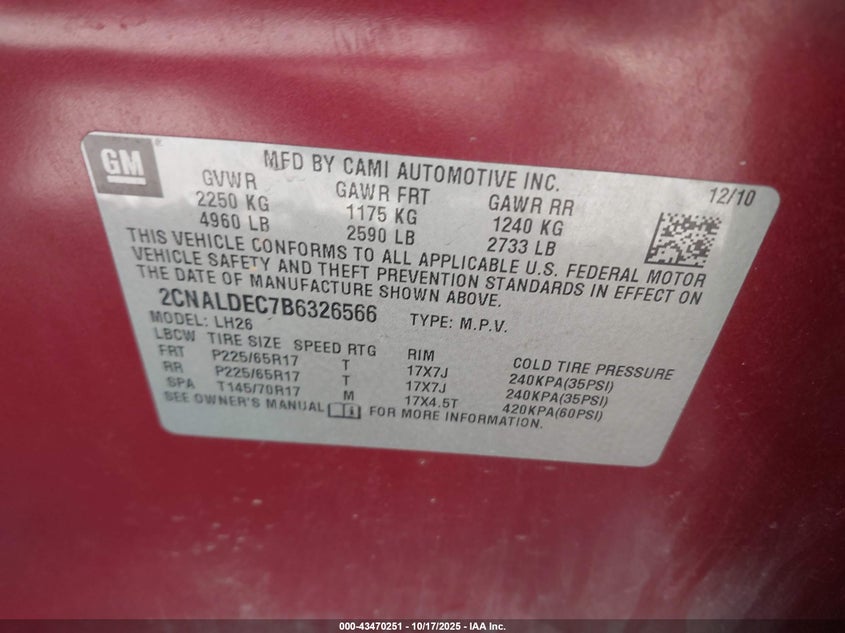 GM
MFD BY CAMI AUTOMOTIVE INC.
12/10
GVWR GAWR FRT GAWR RR
2250 KG 1175 KG 1240 KG
4960 LB 2590 LB 2733 LB
THIS VEHICLE CONFORMS TO ALL APPLICABLE U.S. FEDERAL MOTOR
VEHICLE SAFETY AND THEFT PREVENTION STANDARDS IN EFFECT ON
THE DATE OF MANUFACTURE SHOWN ABOVE.
2CNALDEC7B6326566 TYPE: M.P.V.
MODEL: LH26
LBCW TIRE SIZE SPEED RTG RIM COLD TIRE PRESSURE
FRT P225/65R17 T 17X7J 240KPA(35PSI)
RR P225/65R17 T 17X7J 240KPA(35PSI)
SPA T145/70R17 M 17X4.5T 420KPA(60PSI)
SEE OWNER'S MANUAL FOR MORE INFORMATION.
000-43470251 - 10/17/2025 - IAA Inc.